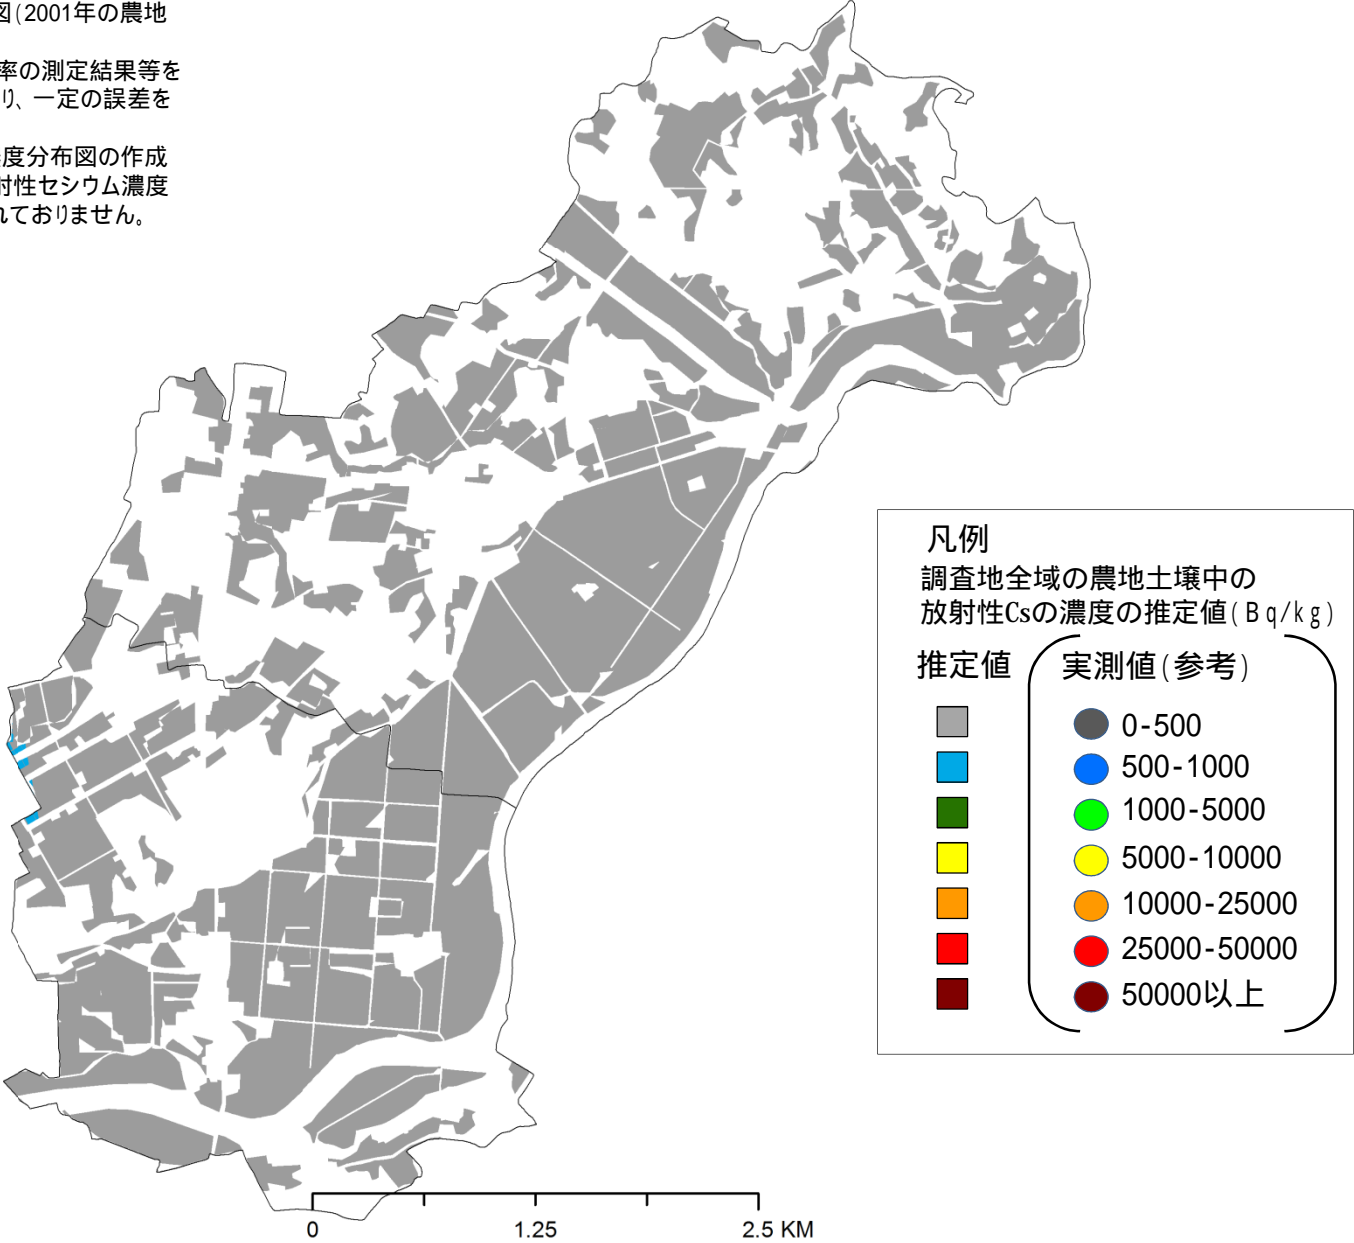 図(2001年の農地
率の測定結果等を
り、一定の誤差を
度分布図の作成
射性セシウム濃度
れておりません。
凡例
調査地全域の農地土壌中の
放射性Csの濃度の推定値(Bq/kg)
推定値 実測値(参考)
0-500
500-1000
1000-5000
5000-10000
10000-25000
25000-50000
50000以上
0 1.25 2.5 KM